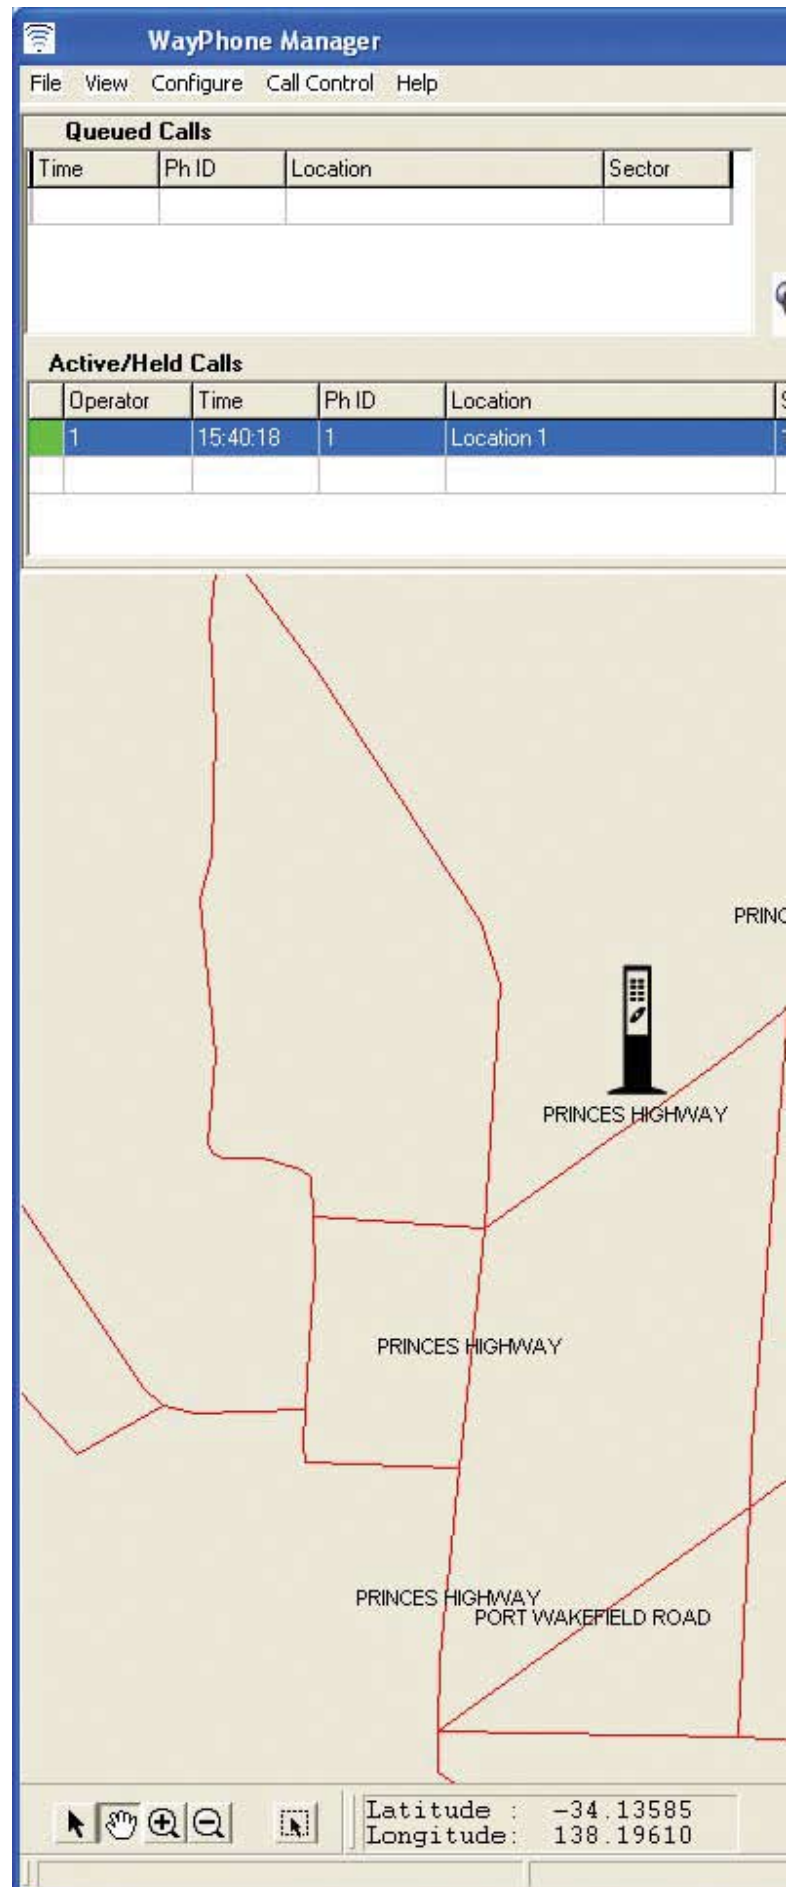 WayPhone Manager
File View Configure Call Control Help
Queued Calls
Time Ph ID Location Sector
Active/Held Calls
Operator Time Ph ID Location S
1 15:40:18 1 Location 1
PRINC
PRINCES HIGHWAY
PRINCES HIGHWAY
PRINCES HIGHWAY
PORT WAKEFIELD ROAD
Latitude : -34.13585
Longitude: 138.19610